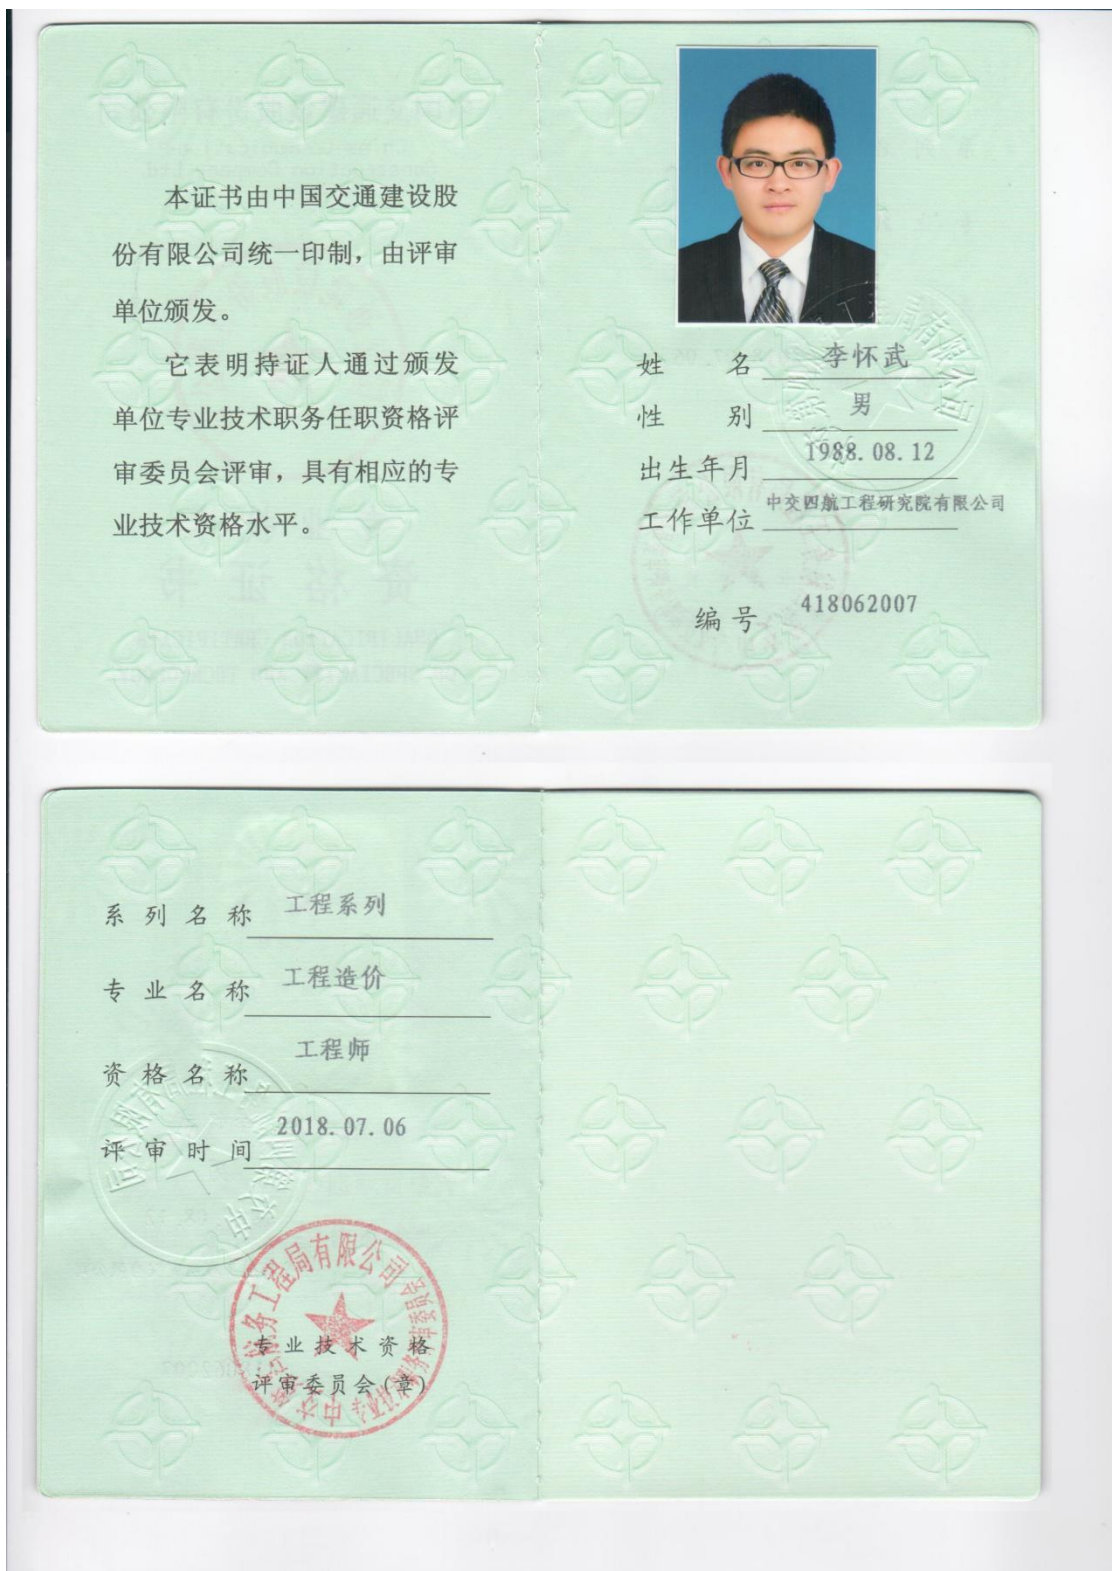 本证书由中国交通建设股
份有限公司统一印制，由评审
单位颁发。
它表明持证人通过颁发
单位专业技术职务任职资格评
审委员会评审，具有相应的专
业技术资格水平。
姓 名 李怀武
性 别 男
出生年月 1988.08.12
工作单位 中交四航工程研究院有限公司
编号 418062007
系列名称 工程系列
专业名称 工程造价
资格名称 工程师
评审时间 2018.07.06
专业技术资格
评审委员会(章)